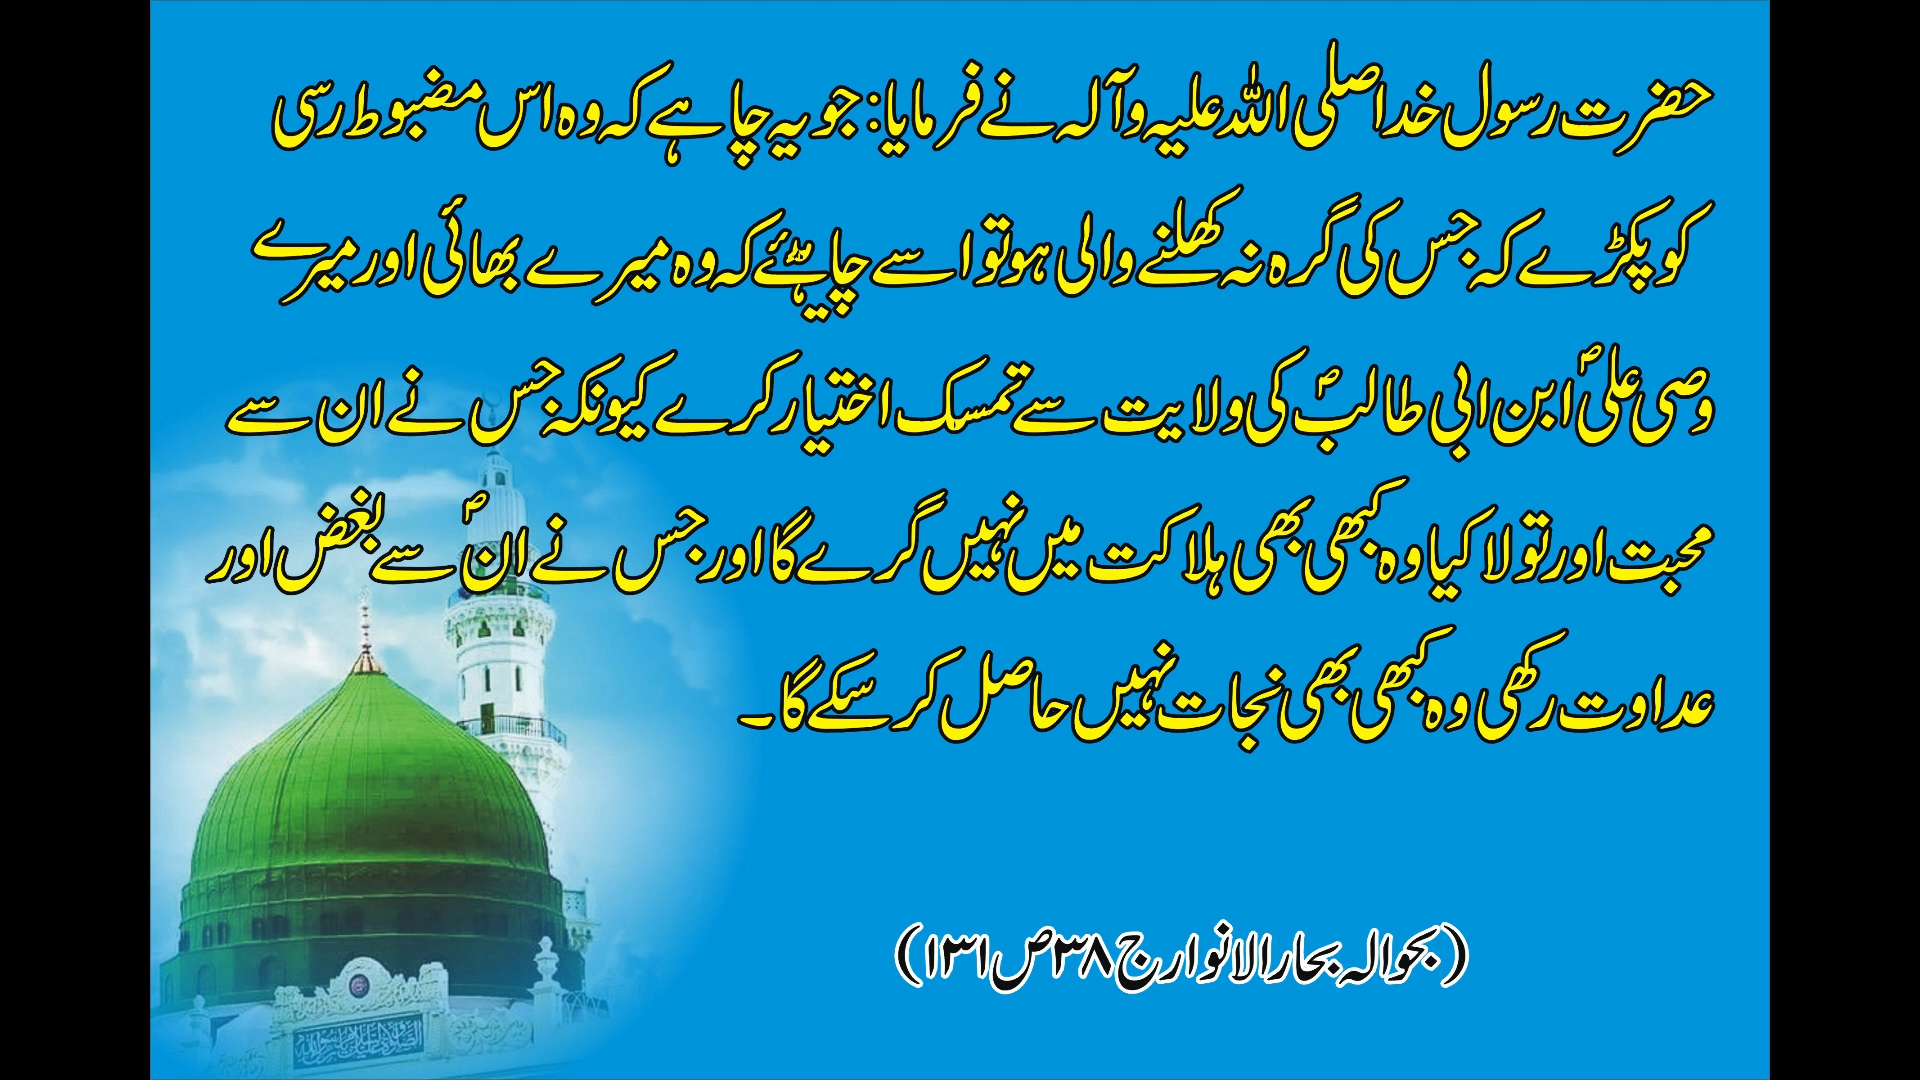 حضرت رسول خدا صلی اللہ علیہ وآلہ نے فرمایا: جو یہ چاہے کہ وہ اس مضبوط رسی
کو پکڑے کہ جس کی گرہ نہ کھلنے والی ہو تو اسے چاہیئے کہ وہ میرے بھائی اور میرے
وصی علیؑ ابن ابی طالبؑ کی ولایت سے تمسک اختیار کرے کیونکہ جس نے ان سے
محبت اور تولا کیا وہ کبھی بھی ہلاکت میں نہیں گرے گا اور جس نے انؑ سے بغض اور
عداوت رکھی وہ کبھی بھی نجات نہیں حاصل کر سکے گا۔
(بحوالہ بحار الانوار ج ۳۸ ص ۱۳۱)